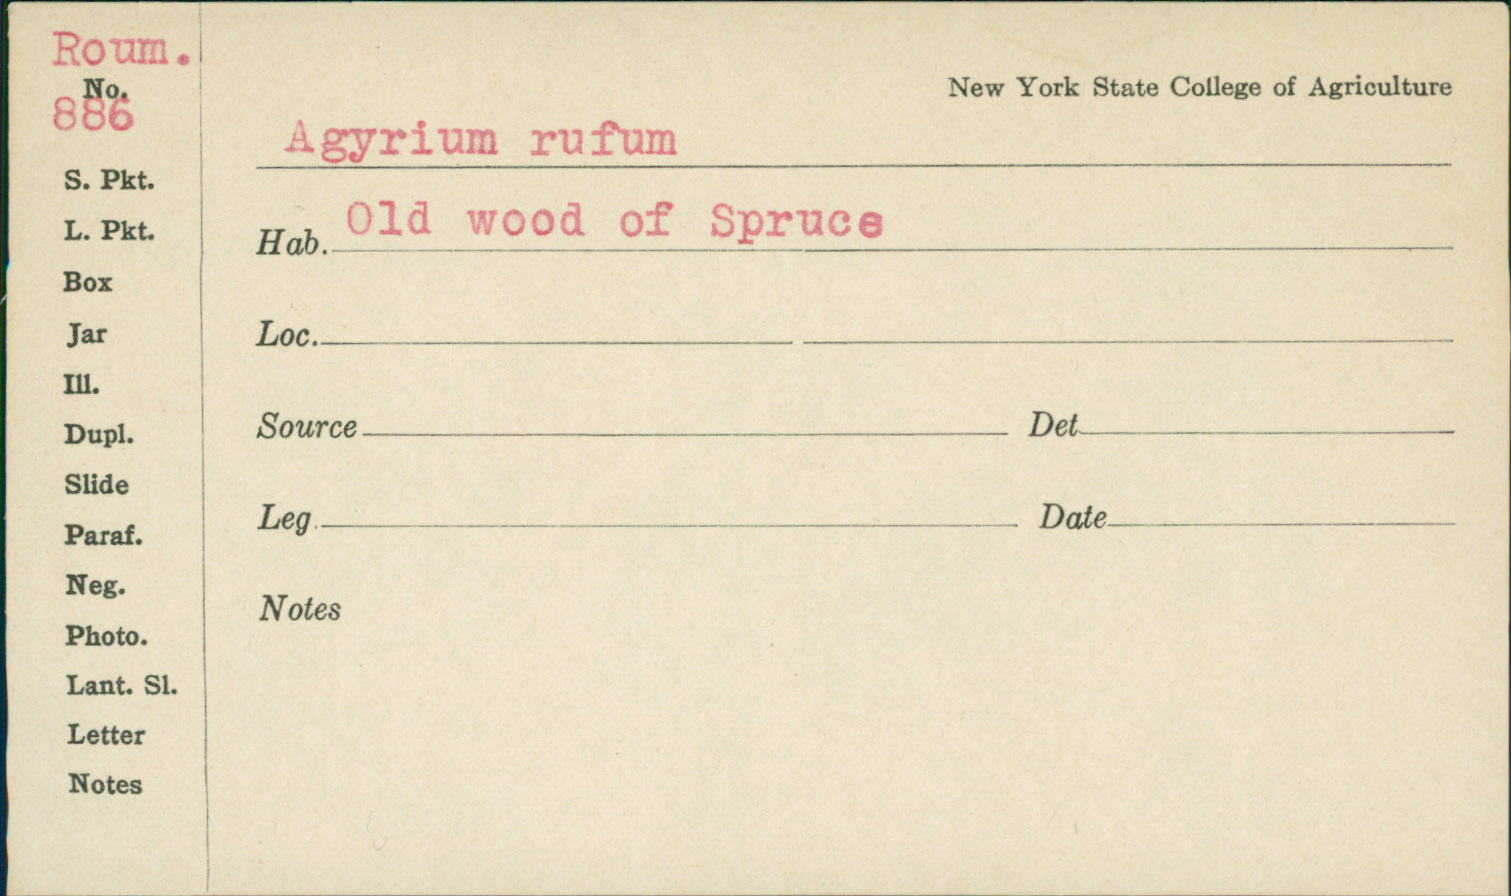 Roum.
No.
886
S. Pkt.
L. Pkt.
Box
Jar
Ill.
Dupl.
Slide
Paraf.
Neg.
Photo.
Lant. Sl.
Letter
Notes
New York State College of Agriculture
Agyrium rufum
Hab. Old wood of Spruce
Loc.
Source Det
Leg. Date
Notes